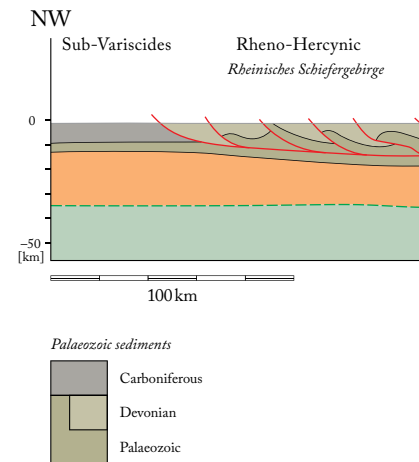 NW
Sub-Variscides
Rheno-Hercynic
Rheinisches Schiefergebirge
0
–50
[km]
100 km
Palaeozoic sediments
Carboniferous
Devonian
Palaeozoic